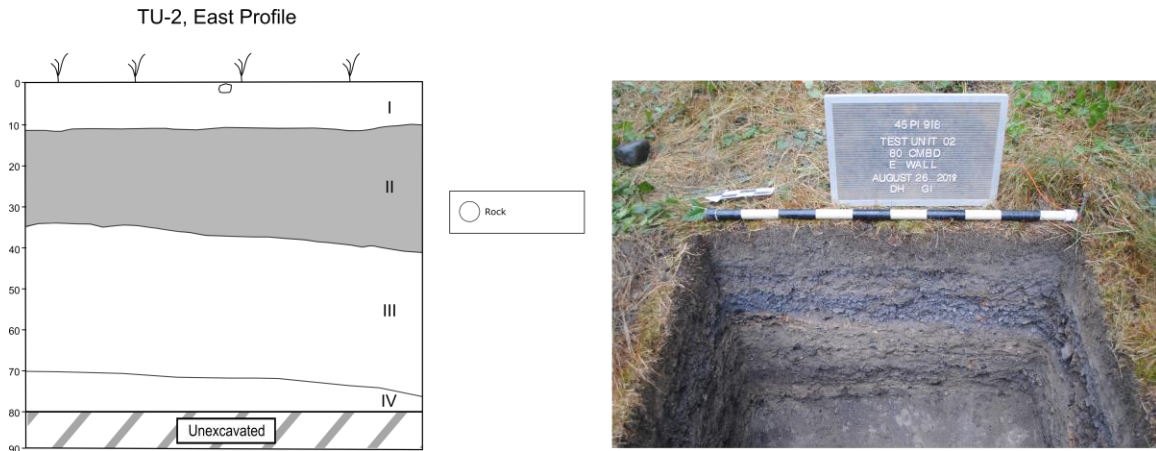 TU-2, East Profile
0
10
20
30
40
50
60
70
80
90
I
II
III
IV
Unexcavated
Rock
45 PI 918
TEST UNIT 02
80 CMBD
E WALL
AUGUST 26, 2019
DH GI